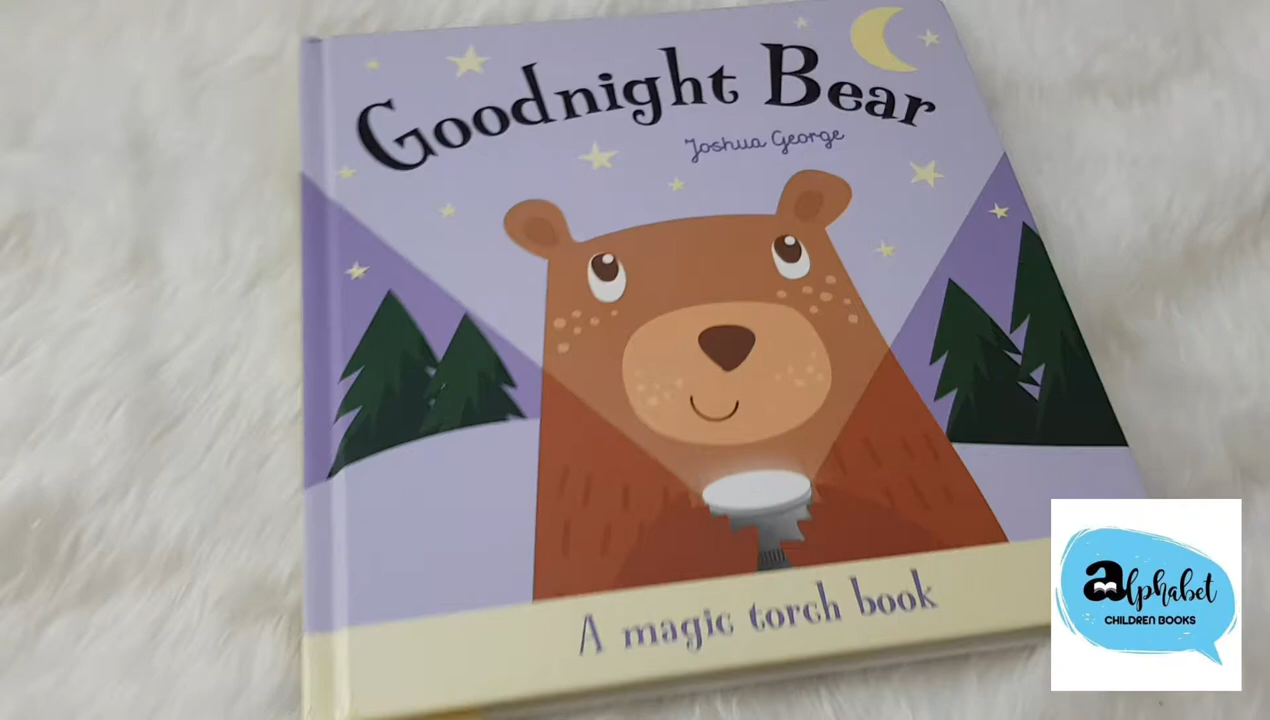 Goodnight Bear
Joshua George
A magic torch book
alphabet
CHILDREN BOOKS